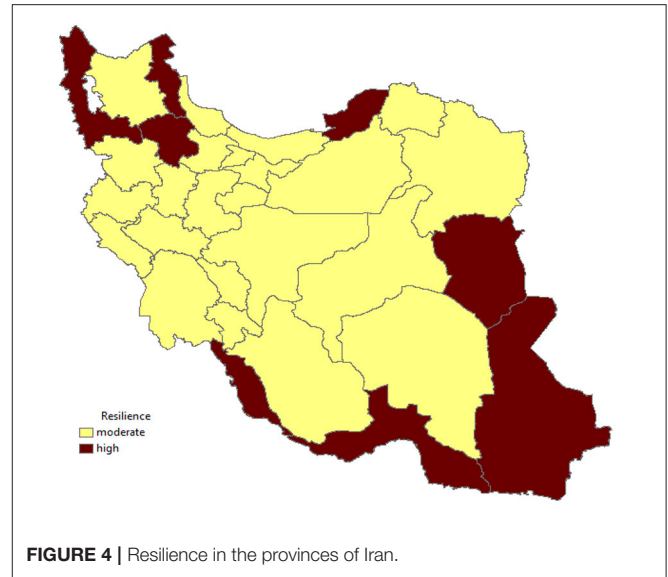 Resilience
moderate
high
FIGURE 4 | Resilience in the provinces of Iran.